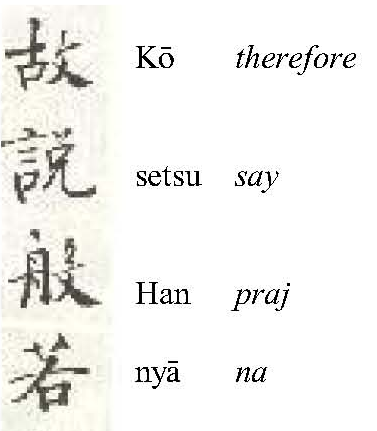 故 Kō therefore
説 setsu say
般 Han praj
若 nyā na